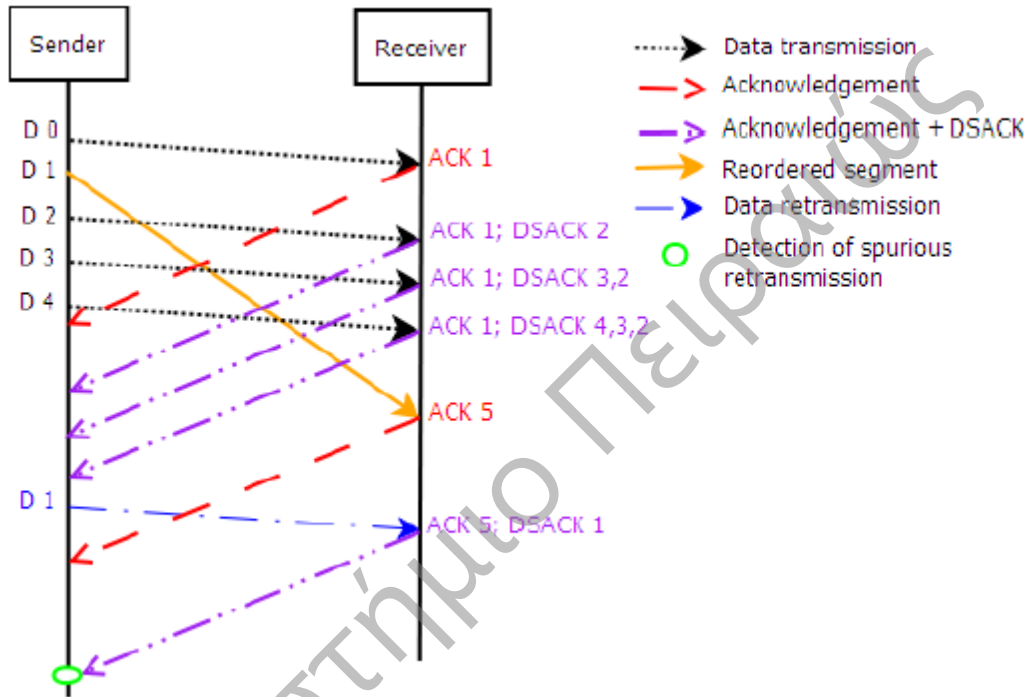 Sender
Receiver
Data transmission
Acknowledgement
Acknowledgement + DSACK
Reordered segment
Data retransmission
Detection of spurious
retransmission
D 0
D 1
D 2
D 3
D 4
D 1
ACK 1
ACK 1; DSACK 2
ACK 1; DSACK 3,2
ACK 1; DSACK 4,3,2
ACK 5
ACK 5; DSACK 1
Πειραιώς